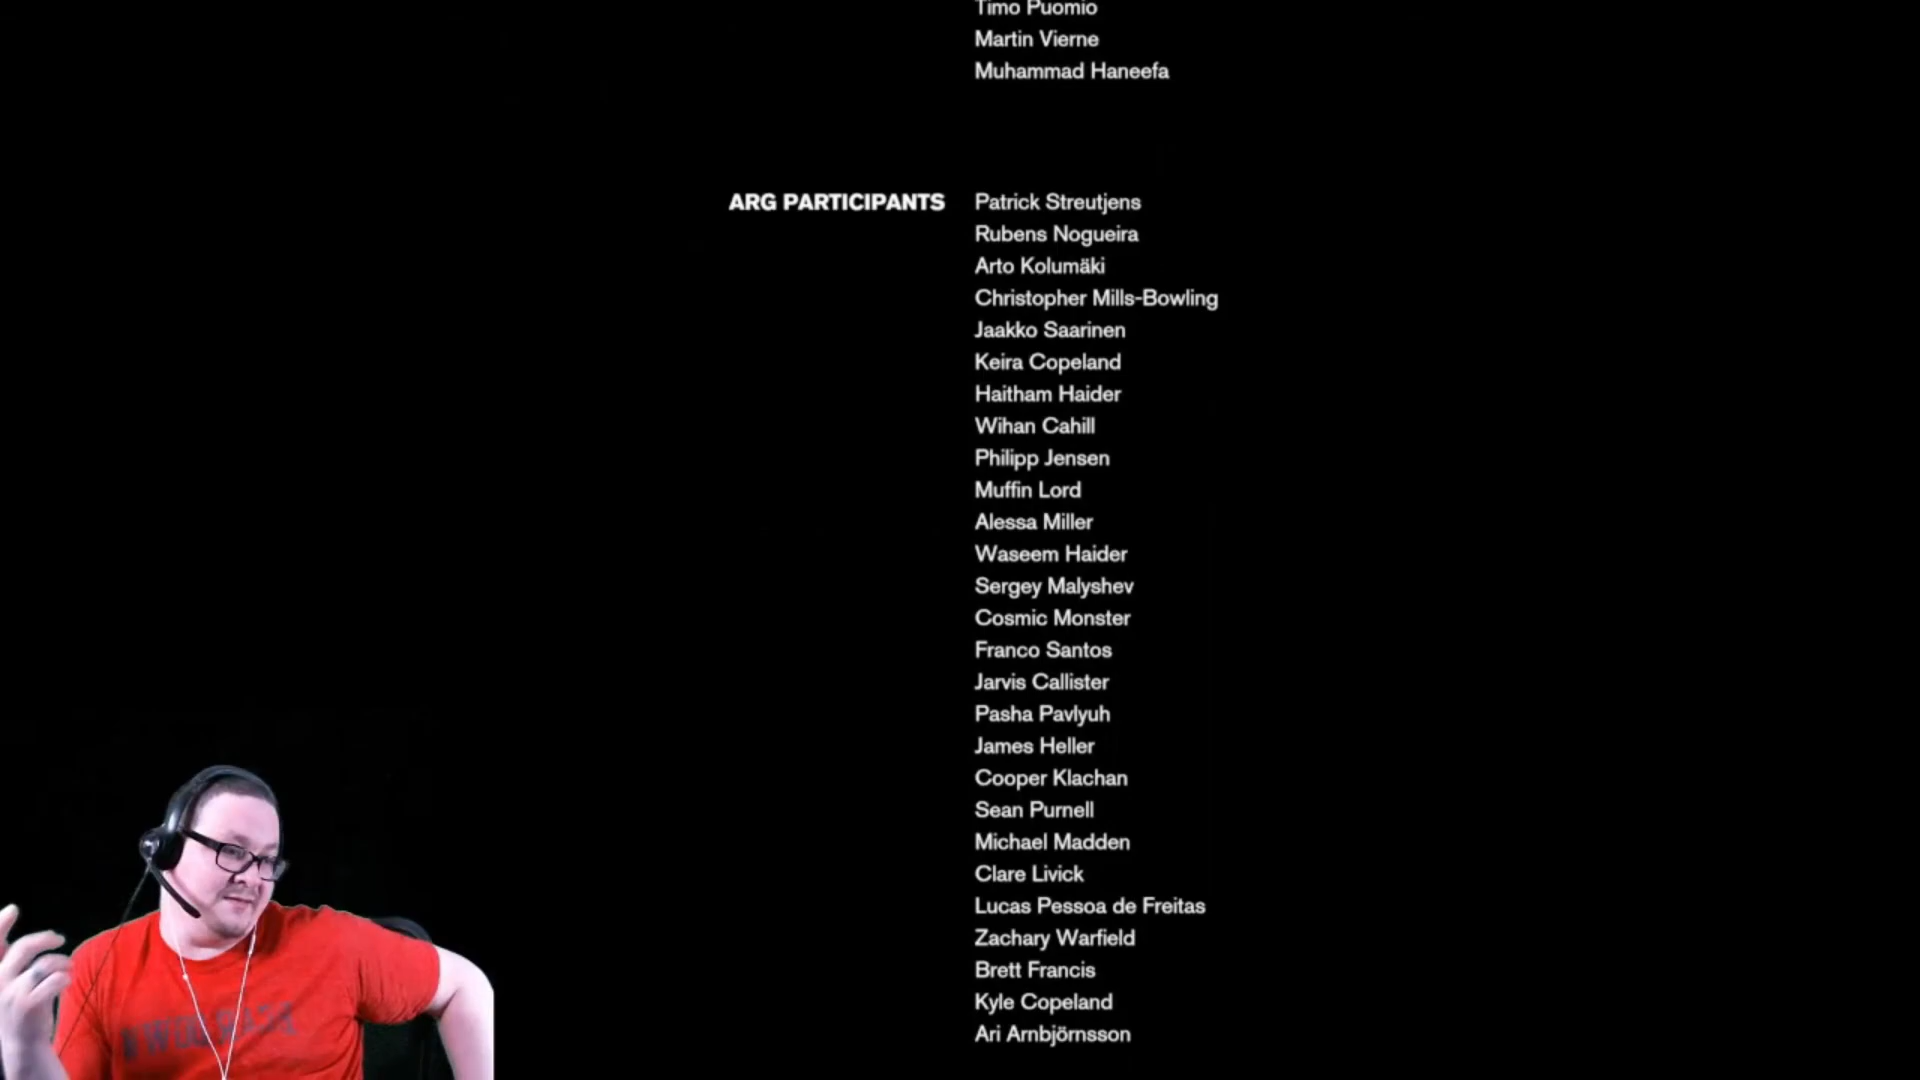 Timo Puomio
Martin Vierne
Muhammad Haneefa
ARG PARTICIPANTS Patrick Streutjens
Rubens Nogueira
Arto Kolumäki
Christopher Mills-Bowling
Jaakko Saarinen
Keira Copeland
Haitham Haider
Wihan Cahill
Philipp Jensen
Muffin Lord
Alessa Miller
Waseem Haider
Sergey Malyshev
Cosmic Monster
Franco Santos
Jarvis Callister
Pasha Pavlyuh
James Heller
Cooper Klachan
Sean Purnell
Michael Madden
Clare Livick
Lucas Pessoa de Freitas
Zachary Warfield
Brett Francis
Kyle Copeland
Ari Arnbjörnsson